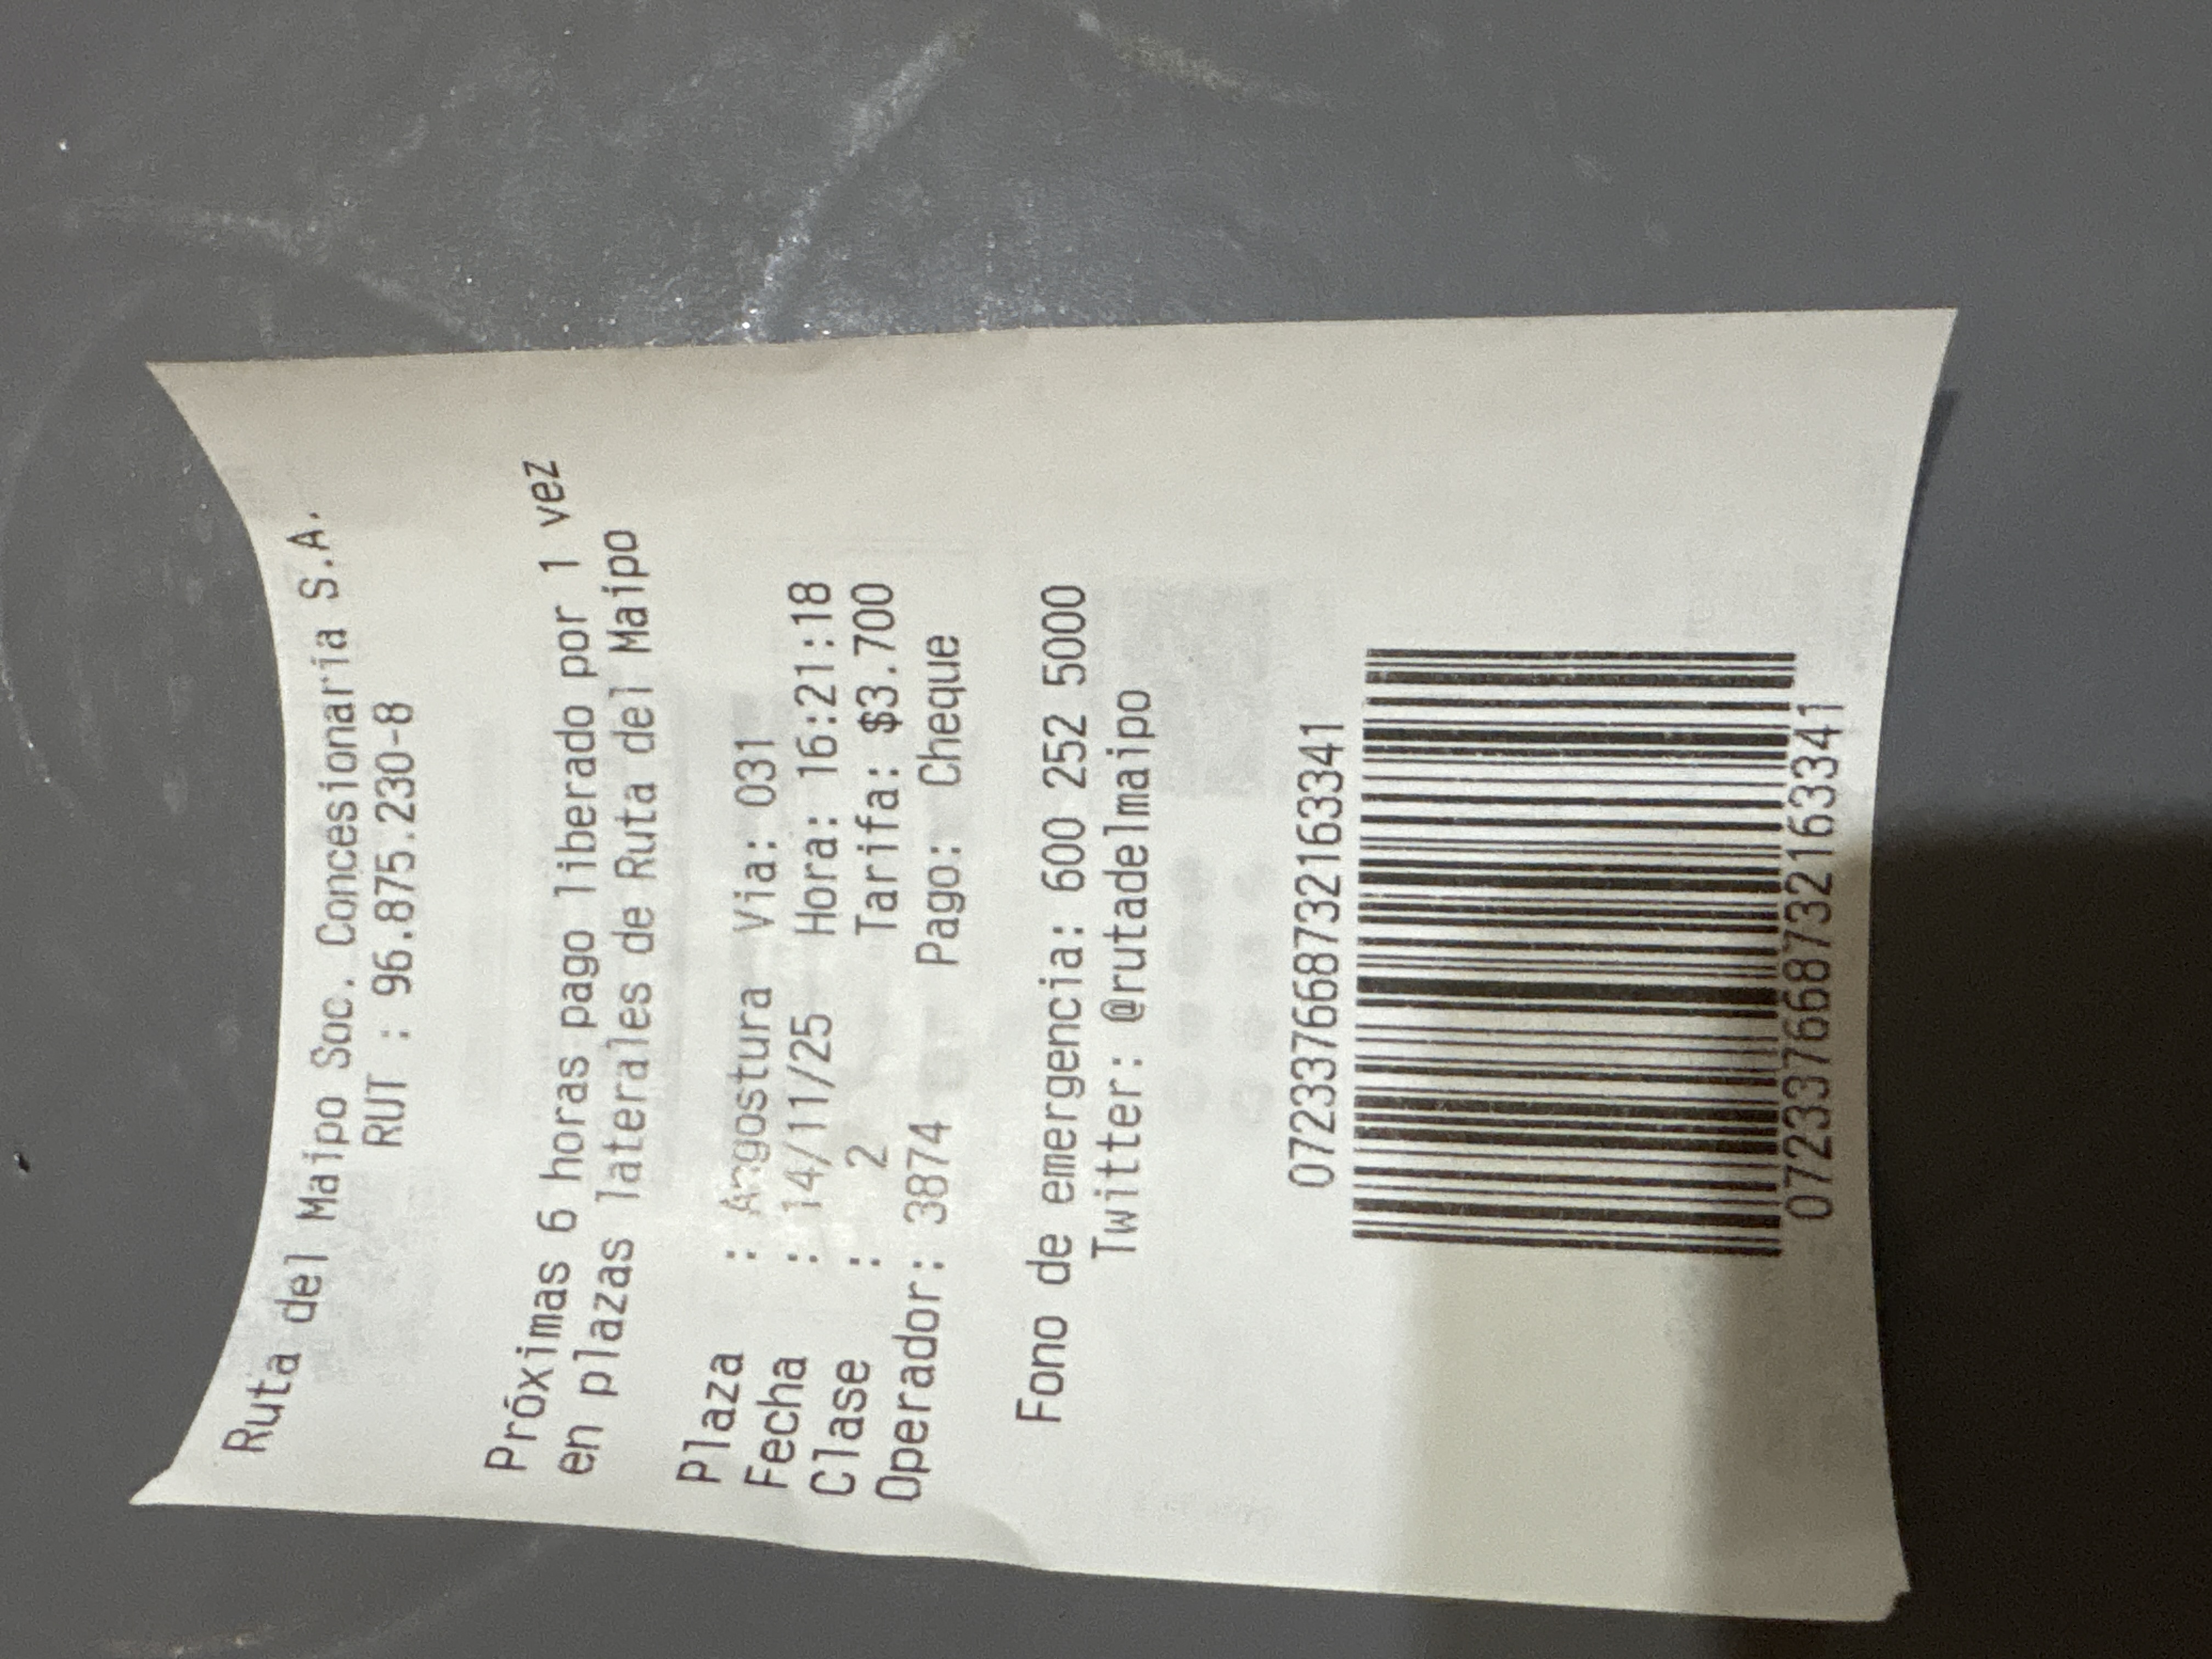 Ruta del Maipo Soc. Concesionaria S.A.
RUT : 96.875.230-8
Próximas 6 horas pago liberado por 1 vez
en plazas laterales de Ruta del Maipo
Plaza : Angostura Via: 031
Fecha : 14/11/25 Hora: 16:21:18
Clase : 2 Tarifa: $3.700
Operador: 3874 Pago: Cheque
Fono de emergencia: 600 252 5000
Twitter: @rutadelmaipo
072337668732163341
072337668732163341